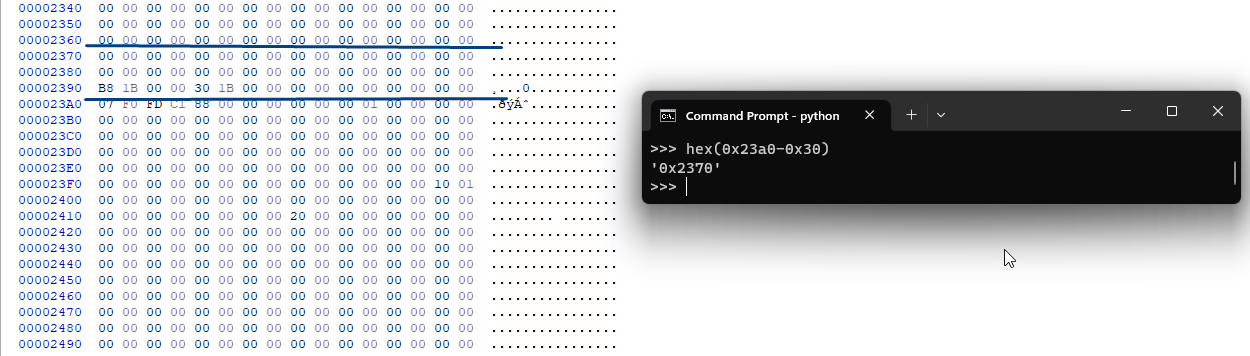 00002340 00 00 00 00 00 00 00 00 00 00 00 00 00 00 00 00 ................
00002350 00 00 00 00 00 00 00 00 00 00 00 00 00 00 00 00 ................
00002360 00 00 00 00 00 00 00 00 00 00 00 00 00 00 00 00 ................
00002370 00 00 00 00 00 00 00 00 00 00 00 00 00 00 00 00 ................
00002380 00 00 00 00 00 00 00 00 00 00 00 00 00 00 00 00 ................
00002390 B8 1B 00 00 30 1B 00 00 00 00 00 00 00 00 00 00 ¸...0...........
000023A0 07 F0 FD C1 88 00 00 00 00 00 00 01 00 00 00 00 .ðýÁˆ...........
000023B0 00 00 00 00 00 00 00 00 00 00 00 00 00 00 00 00 ................
000023C0 00 00 00 00 00 00 00 00 00 00 00 00 00 00 00 00 ................
000023D0 00 00 00 00 00 00 00 00 00 00 00 00 00 00 00 00 ................
000023E0 00 00 00 00 00 00 00 00 00 00 00 00 00 00 00 00 ................
000023F0 00 00 00 00 00 00 00 00 00 00 00 00 00 00 10 01 ................
00002400 00 00 00 00 00 00 00 00 00 00 00 00 00 00 00 00 ................
00002410 00 00 00 00 00 00 00 00 20 00 00 00 00 00 00 00 ........ .......
00002420 00 00 00 00 00 00 00 00 00 00 00 00 00 00 00 00 ................
00002430 00 00 00 00 00 00 00 00 00 00 00 00 00 00 00 00 ................
00002440 00 00 00 00 00 00 00 00 00 00 00 00 00 00 00 00 ................
00002450 00 00 00 00 00 00 00 00 00 00 00 00 00 00 00 00 ................
00002460 00 00 00 00 00 00 00 00 00 00 00 00 00 00 00 00 ................
00002470 00 00 00 00 00 00 00 00 00 00 00 00 00 00 00 00 ................
00002480 00 00 00 00 00 00 00 00 00 00 00 00 00 00 00 00 ................
00002490 00 00 00 00 00 00 00 00 00 00 00 00 00 00 00 00 ................
Command Prompt - python
>>> hex(0x23a0-0x30)
'0x2370'
>>>